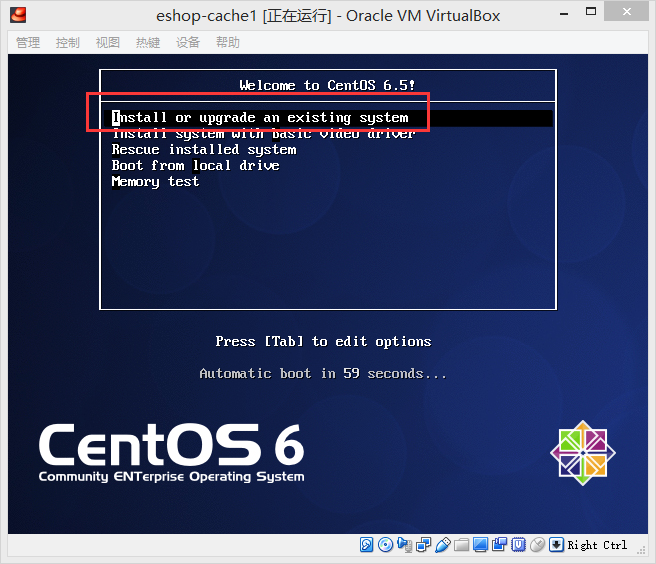 eshop-cache1 [正在运行] - Oracle VM VirtualBox
管理 控制 视图 热键 设备 帮助
Welcome to CentOS 6.5!
Install or upgrade an existing system
Install system with basic video driver
Rescue installed system
Boot from local drive
Memory test
Press [Tab] to edit options
Automatic boot in 59 seconds...
CentOS 6
Community ENTerprise Operating System
Right Ctrl